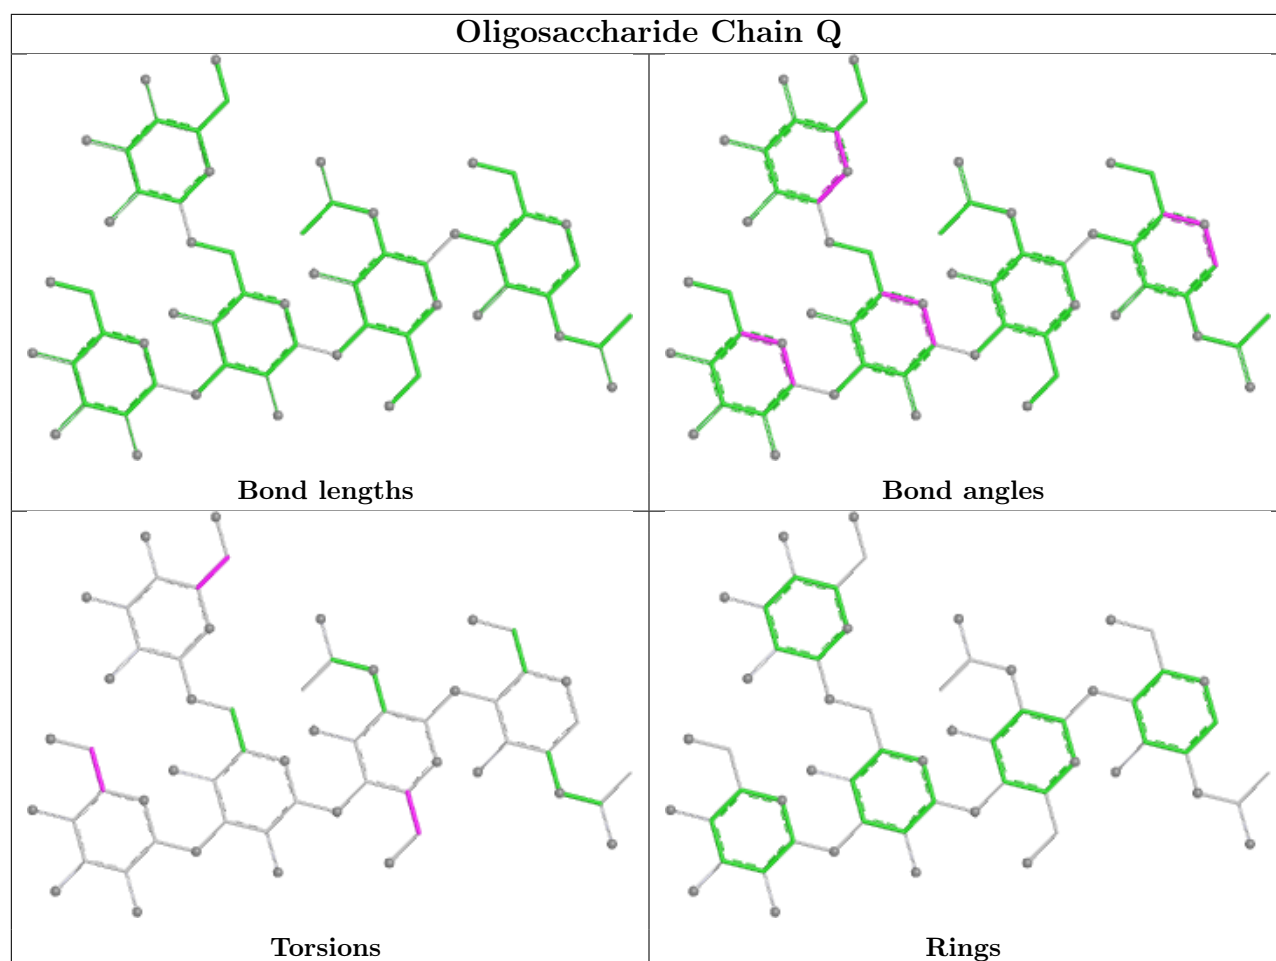 Oligosaccharide Chain Q
Bond lengths
Bond angles
Torsions
Rings